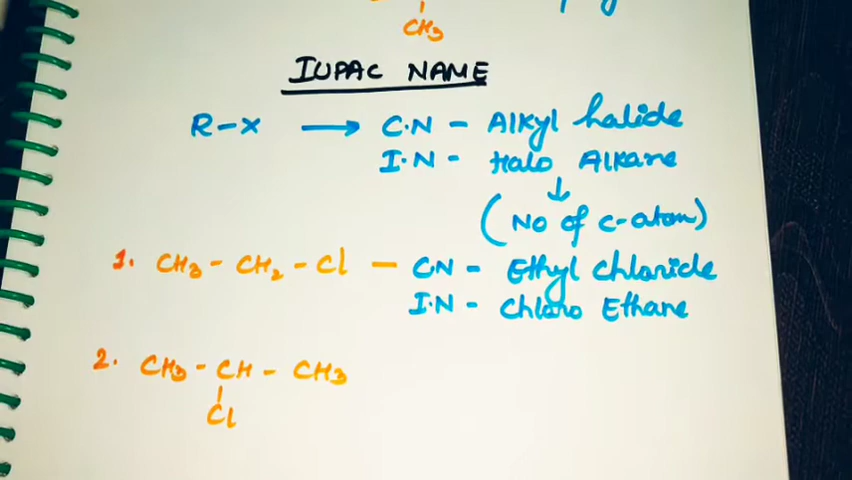 CH3
IUPAC NAME
R-X → C.N - Alkyl halide
I.N - Halo Alkane
↓
(No of c-atom)
1. CH3 - CH2 - Cl - CN - Ethyl chloride
I.N - Chloro Ethane
2. CH3 - CH - CH3
Cl